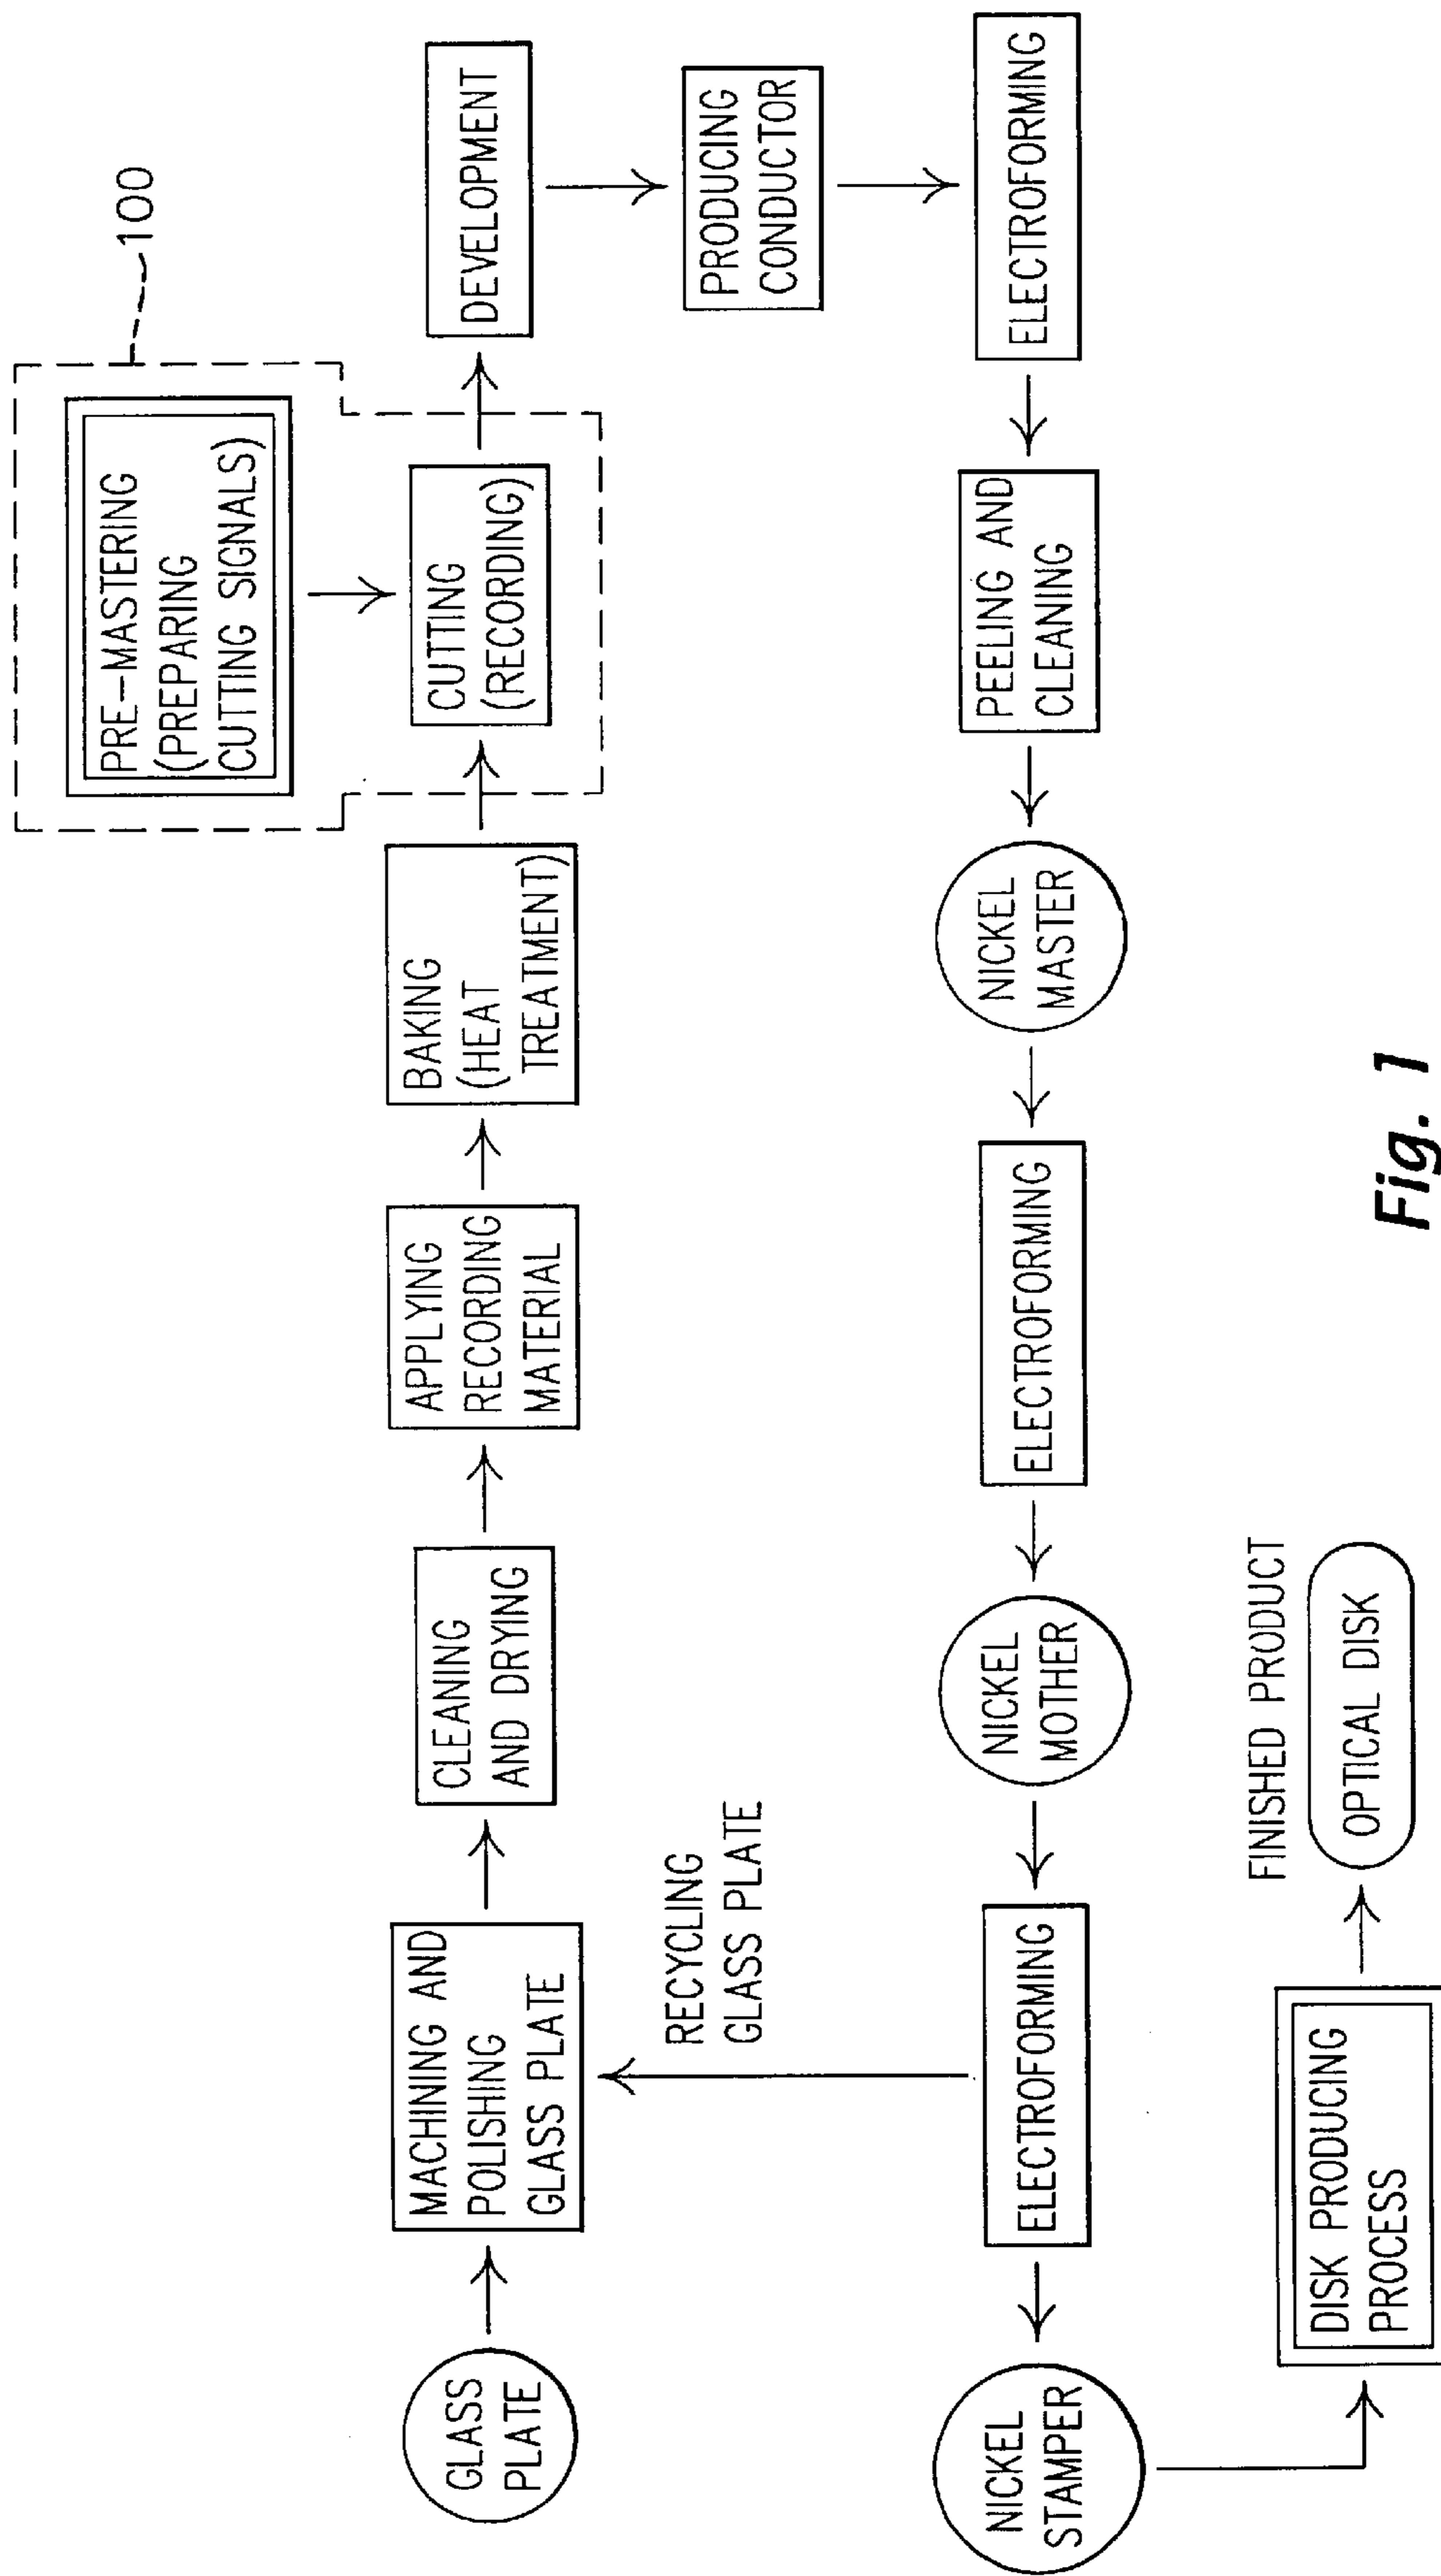 PRE-MASTERING
(PREPARING
CUTTING SIGNALS)
100
GLASS
PLATE
MACHINING AND
POLISHING
GLASS PLATE
CLEANING
AND DRYING
APPLYING
RECORDING
MATERIAL
BAKING
(HEAT
TREATMENT)
CUTTING
(RECORDING)
DEVELOPMENT
PRODUCING
CONDUCTOR
RECYCLING
GLASS PLATE
ELECTROFORMING
PEELING AND
CLEANING
NICKEL
MASTER
ELECTROFORMING
NICKEL
MOTHER
ELECTROFORMING
NICKEL
STAMPER
DISK PRODUCING
PROCESS
FINISHED PRODUCT
OPTICAL DISK
Fig. 1